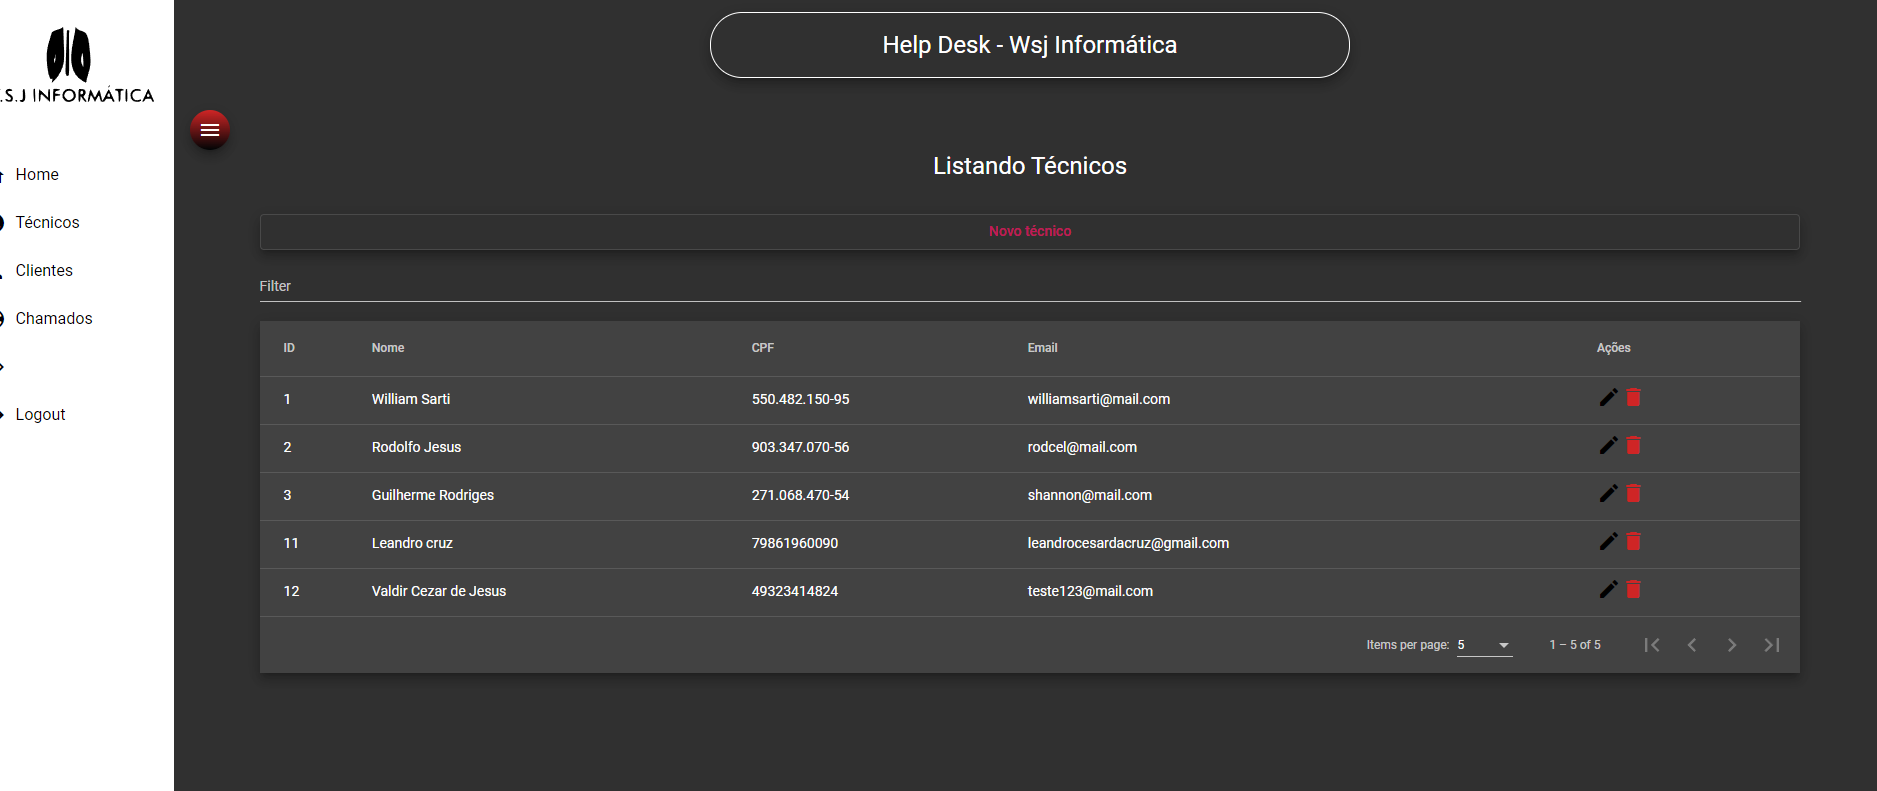 .S.J INFORMÁTICA
Home
Técnicos
Clientes
Chamados
Logout
Help Desk - Wsj Informática
Listando Técnicos
Novo técnico
Filter
ID Nome CPF Email Ações
1 William Sarti 550.482.150-95 williamsarti@mail.com
2 Rodolfo Jesus 903.347.070-56 rodcel@mail.com
3 Guilherme Rodriges 271.068.470-54 shannon@mail.com
11 Leandro cruz 79861960090 leandrocesardacruz@gmail.com
12 Valdir Cezar de Jesus 49323414824 teste123@mail.com
Items per page: 5 1 – 5 of 5